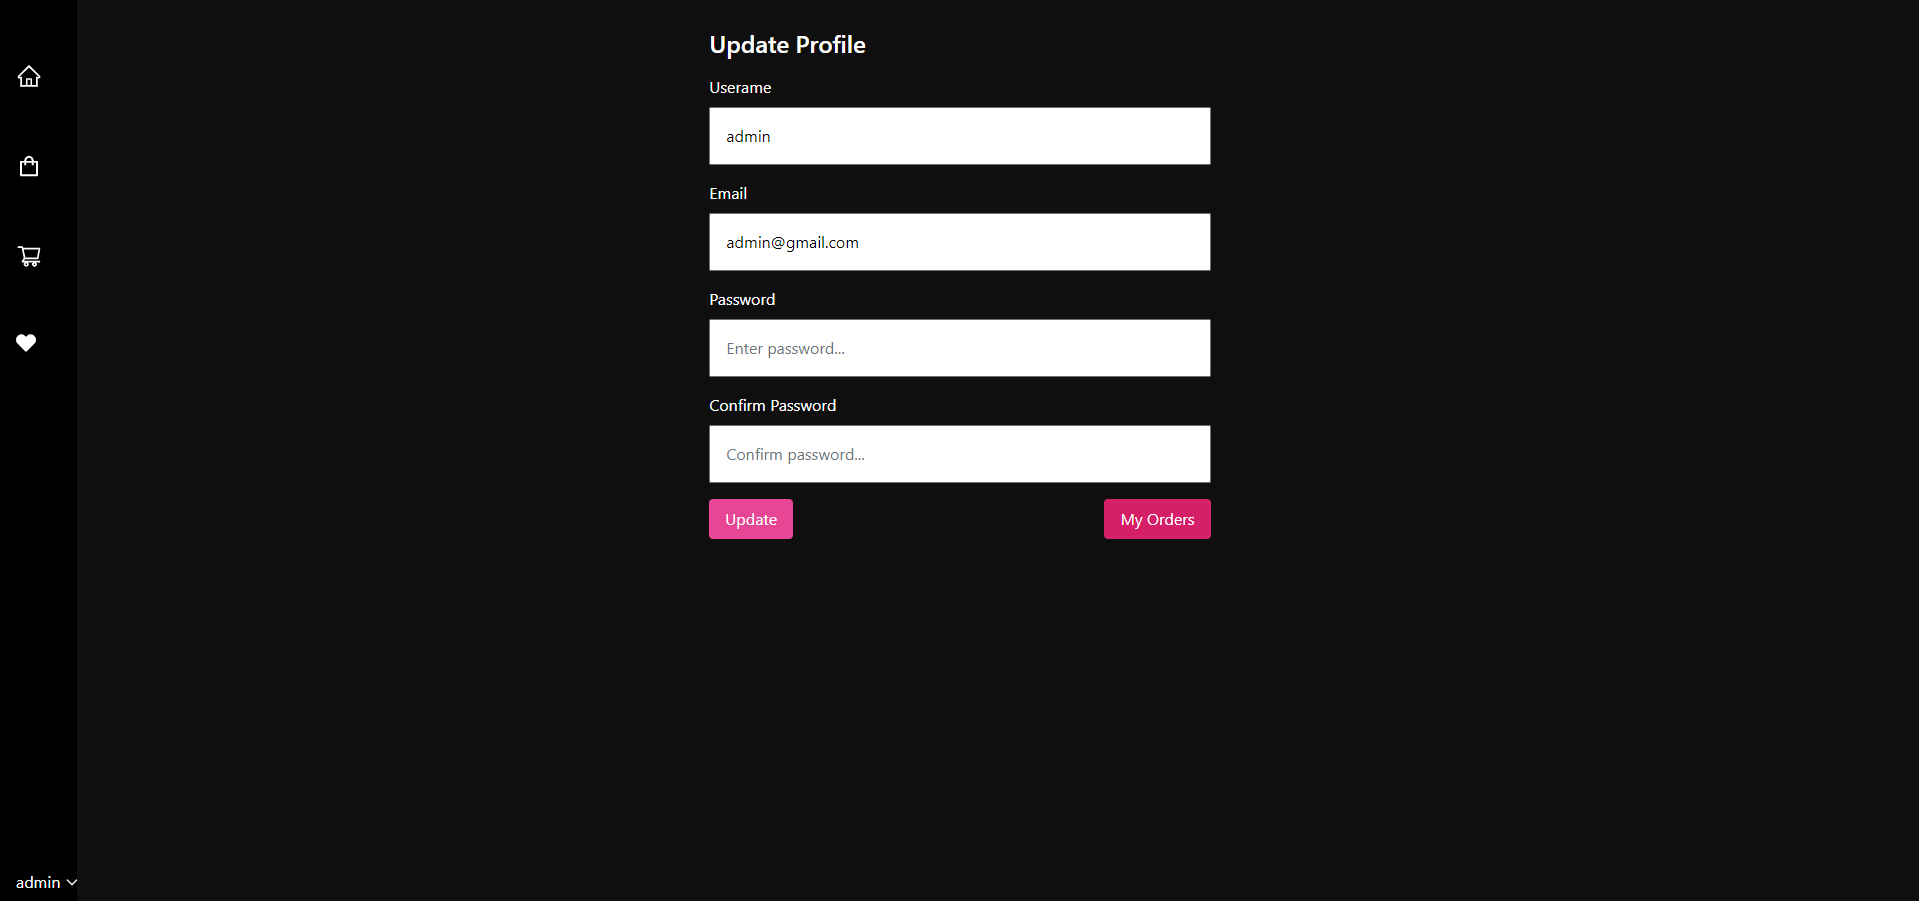 Update Profile
Userame
admin
Email
admin@gmail.com
Password
Enter password...
Confirm Password
Confirm password...
Update
My Orders
admin